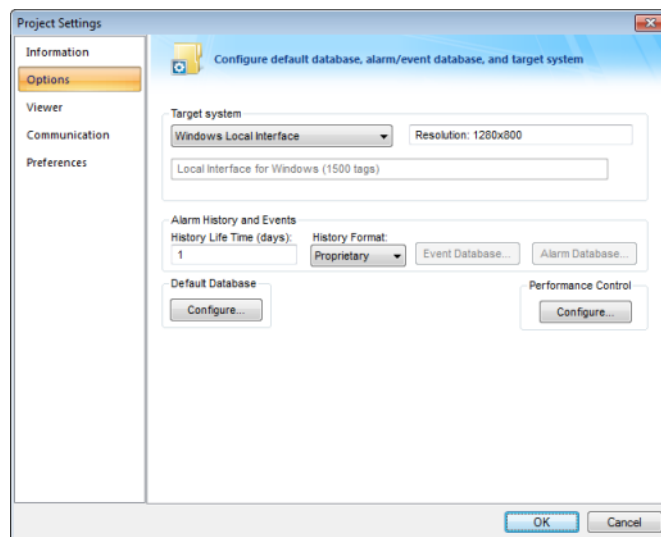 Project Settings
Information
Options
Viewer
Communication
Preferences
Configure default database, alarm/event database, and target system
Target system
Windows Local Interface
Resolution: 1280x800
Local Interface for Windows (1500 tags)
Alarm History and Events
History Life Time (days):
History Format:
1
Proprietary
Event Database...
Alarm Database...
Default Database
Performance Control
Configure...
Configure...
OK
Cancel